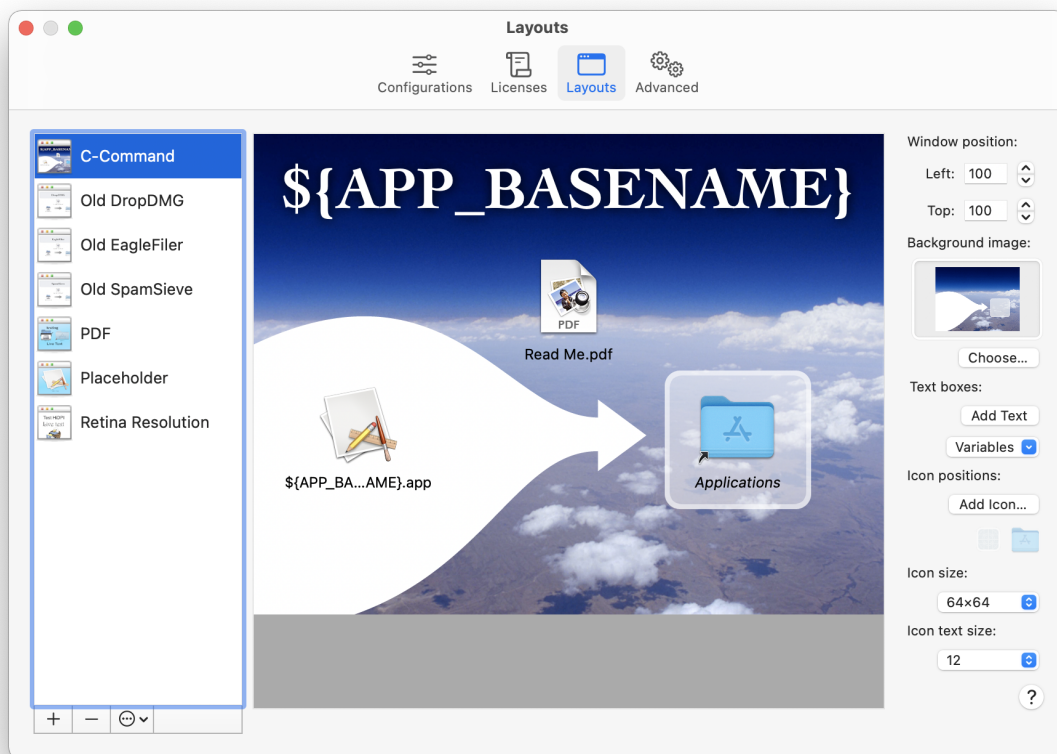 Layouts
Configurations
Licenses
Layouts
Advanced
C-Command
Old DropDMG
Old EagleFiler
Old SpamSieve
PDF
Placeholder
Retina Resolution
${APP_BASENAME}
PDF
Read Me.pdf
${APP_BA...AME}.app
Applications
Window position:
Left: 100
Top: 100
Background image:
Choose...
Text boxes:
Add Text
Variables
Icon positions:
Add Icon...
Icon size:
64×64
Icon text size:
12
?